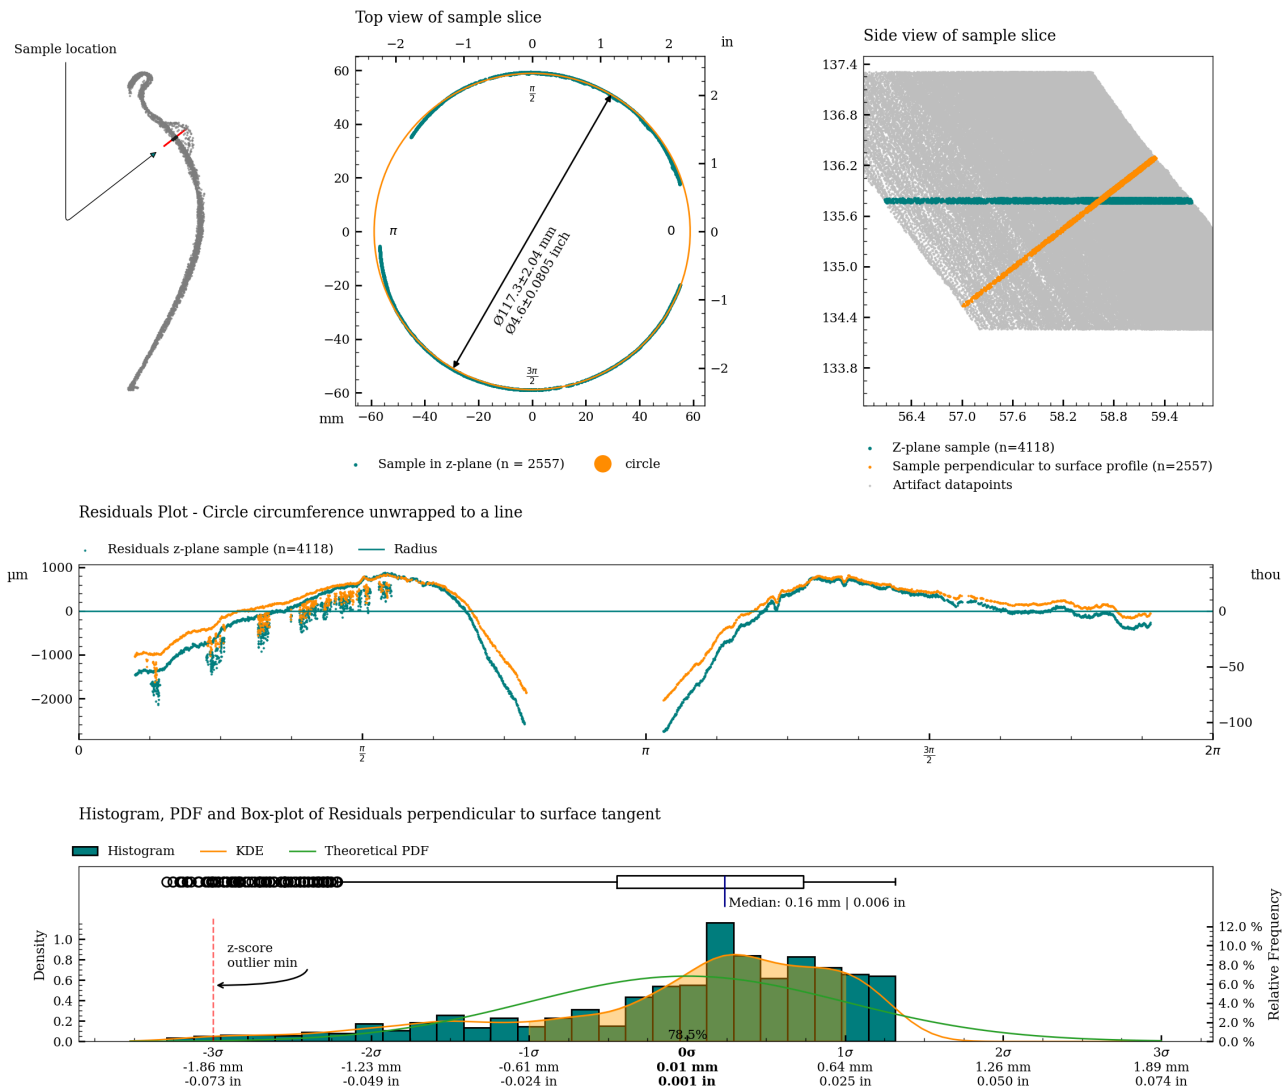 Sample location
Top view of sample slice
−2 −1 0 1 2 in
60
40
20
0
−20
−40
−60
mm
2
1
0
−1
−2
π/2
π
0
3π/2
Ø117.3±2.04 mm
Ø4.6±0.0805 inch
−60 −40 −20 0 20 40 60
Sample in z-plane (n = 2557) circle
Side view of sample slice
137.4
136.8
136.2
135.6
135.0
134.4
133.8
56.4 57.0 57.6 58.2 58.8 59.4
Z-plane sample (n=4118)
Sample perpendicular to surface profile (n=2557)
Artifact datapoints
Residuals Plot - Circle circumference unwrapped to a line
Residuals z-plane sample (n=4118) Radius
µm
1000
0
−1000
−2000
thou
0
−50
−100
0 π/2 π 3π/2 2π
Histogram, PDF and Box-plot of Residuals perpendicular to surface tangent
Histogram KDE Theoretical PDF
Median: 0.16 mm | 0.006 in
z-score
outlier min
Density
1.0
0.8
0.6
0.4
0.2
0.0
Relative Frequency
12.0 %
10.0 %
8.0 %
6.0 %
4.0 %
2.0 %
0.0 %
78.5%
-3σ -2σ -1σ 0σ 1σ 2σ 3σ
-1.86 mm -1.23 mm -0.61 mm 0.01 mm 0.64 mm 1.26 mm 1.89 mm
-0.073 in -0.049 in -0.024 in 0.001 in 0.025 in 0.050 in 0.074 in